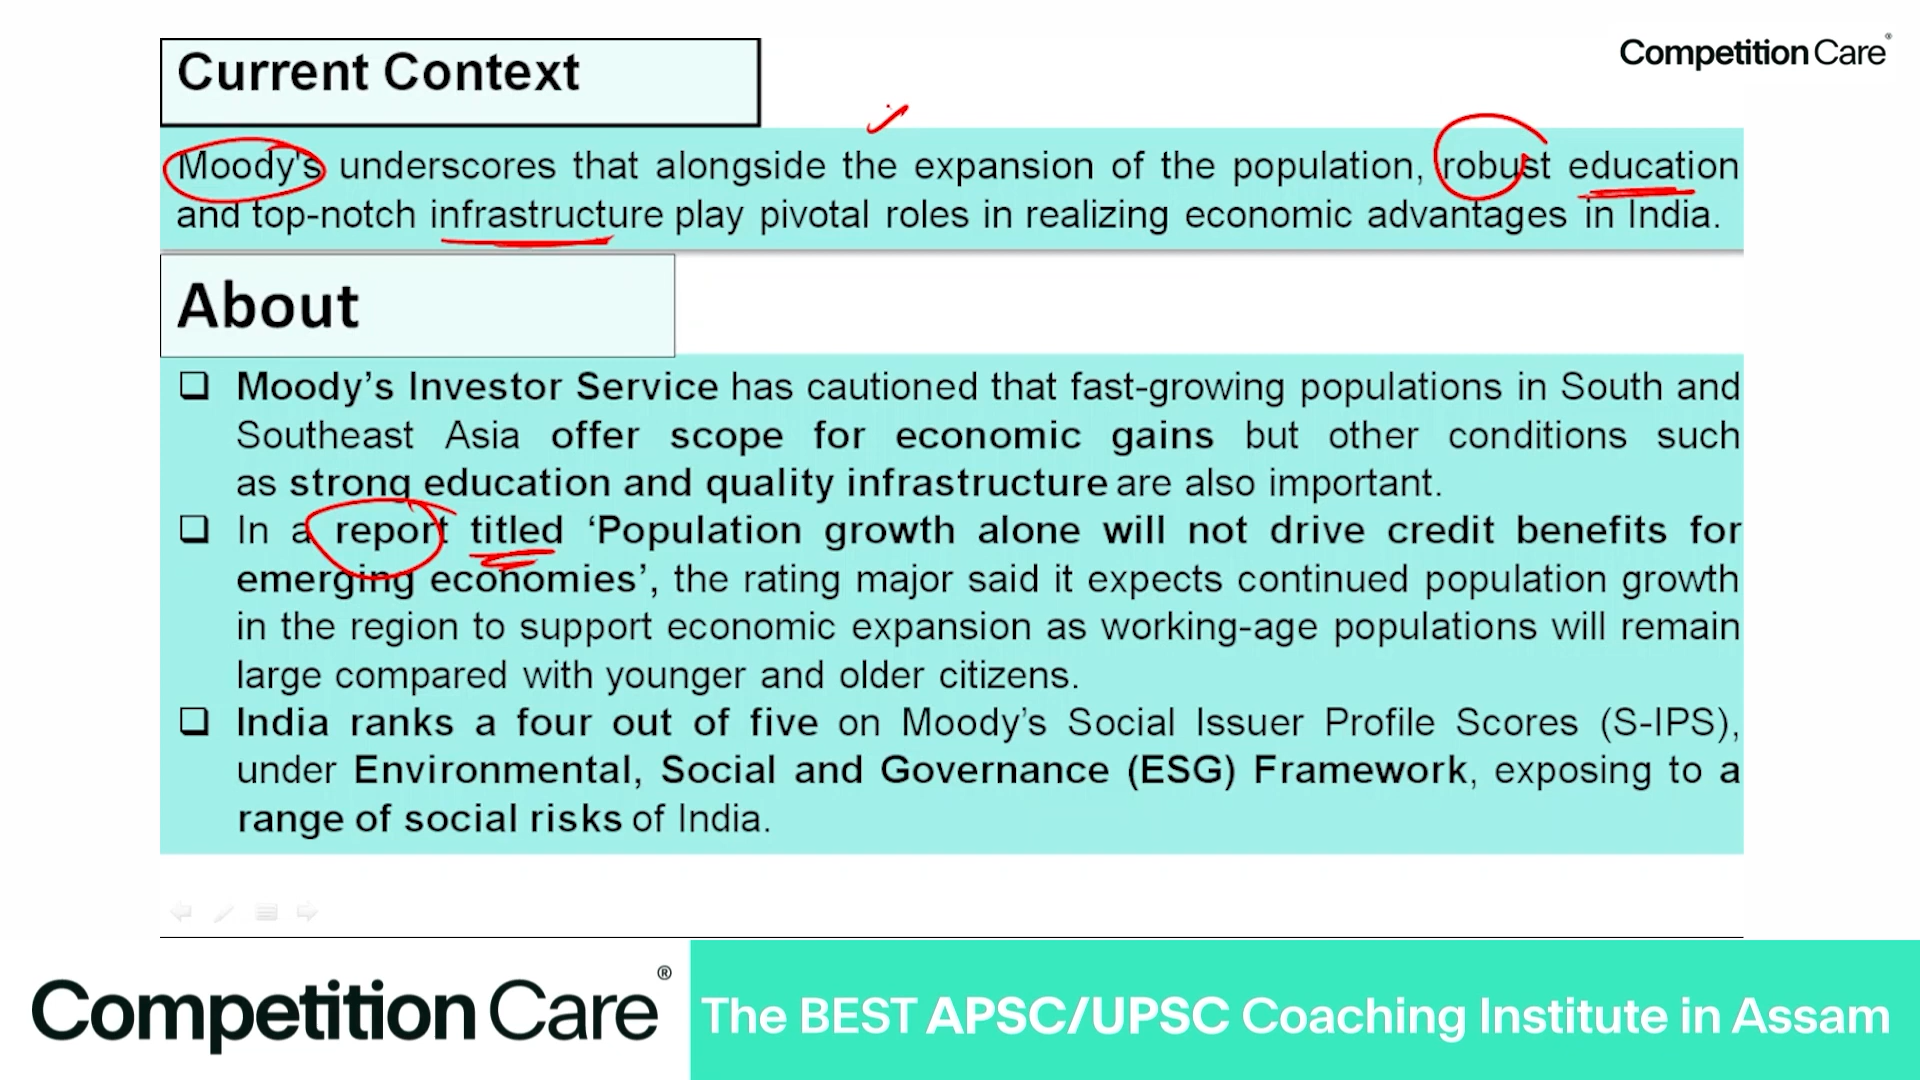 Current Context
CompetitionCare®
Moody's underscores that alongside the expansion of the population, robust education
and top-notch infrastructure play pivotal roles in realizing economic advantages in India.
About
❑ Moody’s Investor Service has cautioned that fast-growing populations in South and
Southeast Asia offer scope for economic gains but other conditions such
as strong education and quality infrastructure are also important.
❑ In a report titled ‘Population growth alone will not drive credit benefits for
emerging economies’, the rating major said it expects continued population growth
in the region to support economic expansion as working-age populations will remain
large compared with younger and older citizens.
❑ India ranks a four out of five on Moody’s Social Issuer Profile Scores (S-IPS),
under Environmental, Social and Governance (ESG) Framework, exposing to a
range of social risks of India.
CompetitionCare®
The BEST APSC/UPSC Coaching Institute in Assam